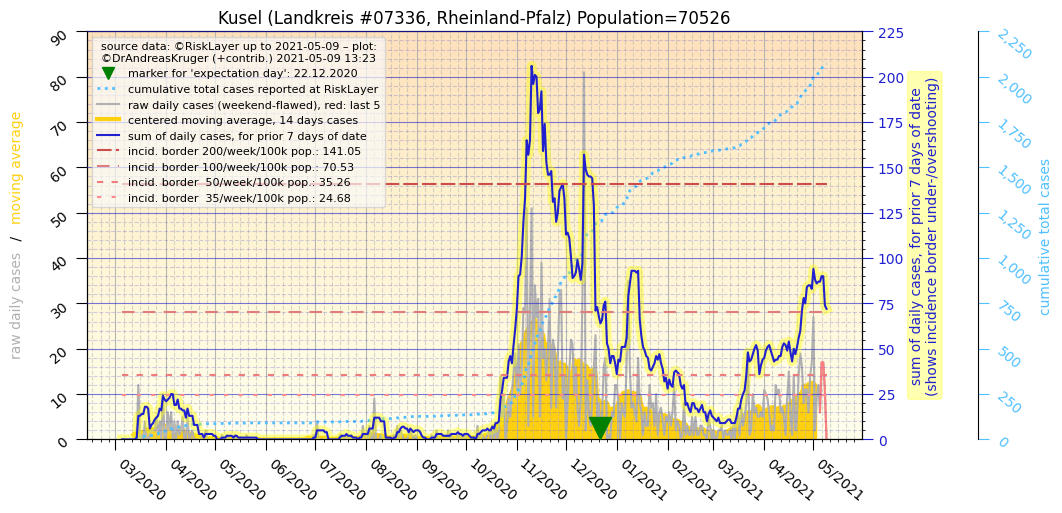 Kusel (Landkreis #07336, Rheinland-Pfalz) Population=70526
source data: ©RiskLayer up to 2021-05-09 – plot:
©DrAndreasKruger (+contrib.) 2021-05-09 13:23
marker for 'expectation day': 22.12.2020
cumulative total cases reported at RiskLayer
raw daily cases (weekend-flawed), red: last 5
centered moving average, 14 days cases
sum of daily cases, for prior 7 days of date
incid. border 200/week/100k pop.: 141.05
incid. border 100/week/100k pop.: 70.53
incid. border  50/week/100k pop.: 35.26
incid. border  35/week/100k pop.: 24.68
raw daily cases / moving average
90
80
70
60
50
40
30
20
10
0
03/2020
04/2020
05/2020
06/2020
07/2020
08/2020
09/2020
10/2020
11/2020
12/2020
01/2021
02/2021
03/2021
04/2021
05/2021
225
200
175
150
125
100
75
50
25
0
sum of daily cases, for prior 7 days of date
(shows incidence border under-/overshooting)
2,250
2,000
1,750
1,500
1,250
1,000
750
500
250
0
cumulative total cases